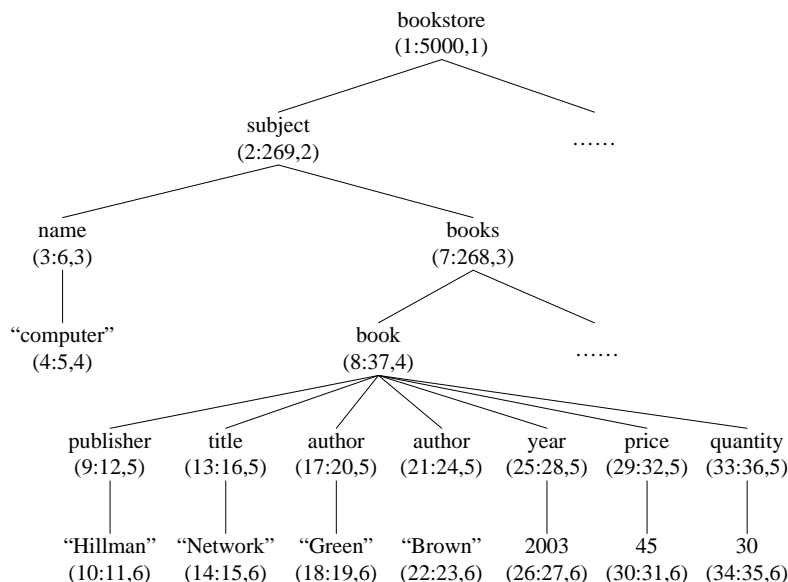 bookstore
(1:5000,1)
subject
(2:269,2)
……
name
(3:6,3)
books
(7:268,3)
“computer”
(4:5,4)
book
(8:37,4)
……
publisher
(9:12,5)
title
(13:16,5)
author
(17:20,5)
author
(21:24,5)
year
(25:28,5)
price
(29:32,5)
quantity
(33:36,5)
“Hillman”
(10:11,6)
“Network”
(14:15,6)
“Green”
(18:19,6)
“Brown”
(22:23,6)
2003
(26:27,6)
45
(30:31,6)
30
(34:35,6)